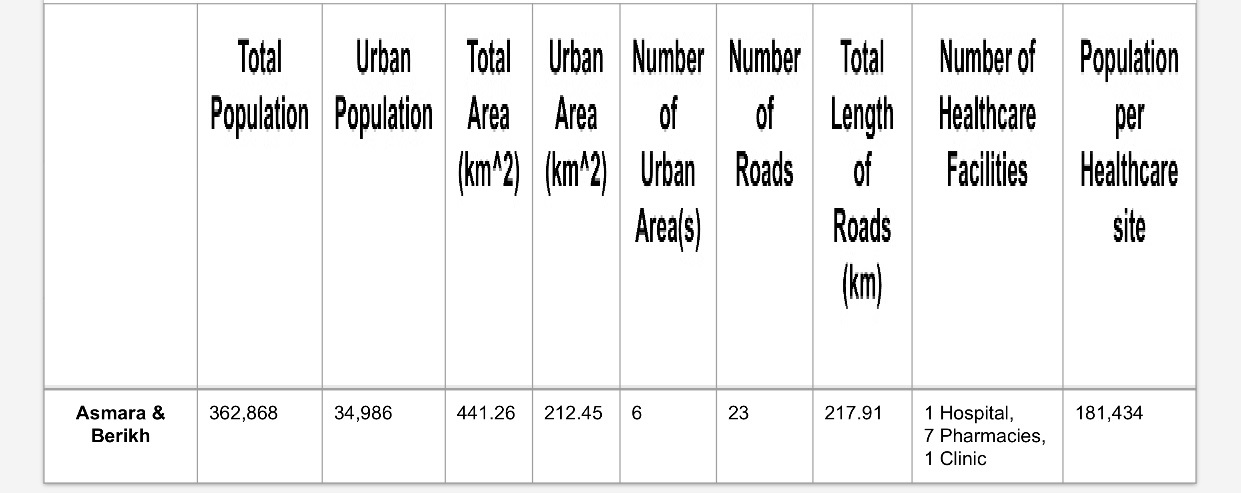 Total Population
Urban Population
Total Area (km^2)
Urban Area (km^2)
Number of Urban Area(s)
Number of Roads
Total Length of Roads (km)
Number of Healthcare Facilities
Population per Healthcare site
Asmara & Berikh
362,868
34,986
441.26
212.45
6
23
217.91
1 Hospital,
7 Pharmacies,
1 Clinic
181,434